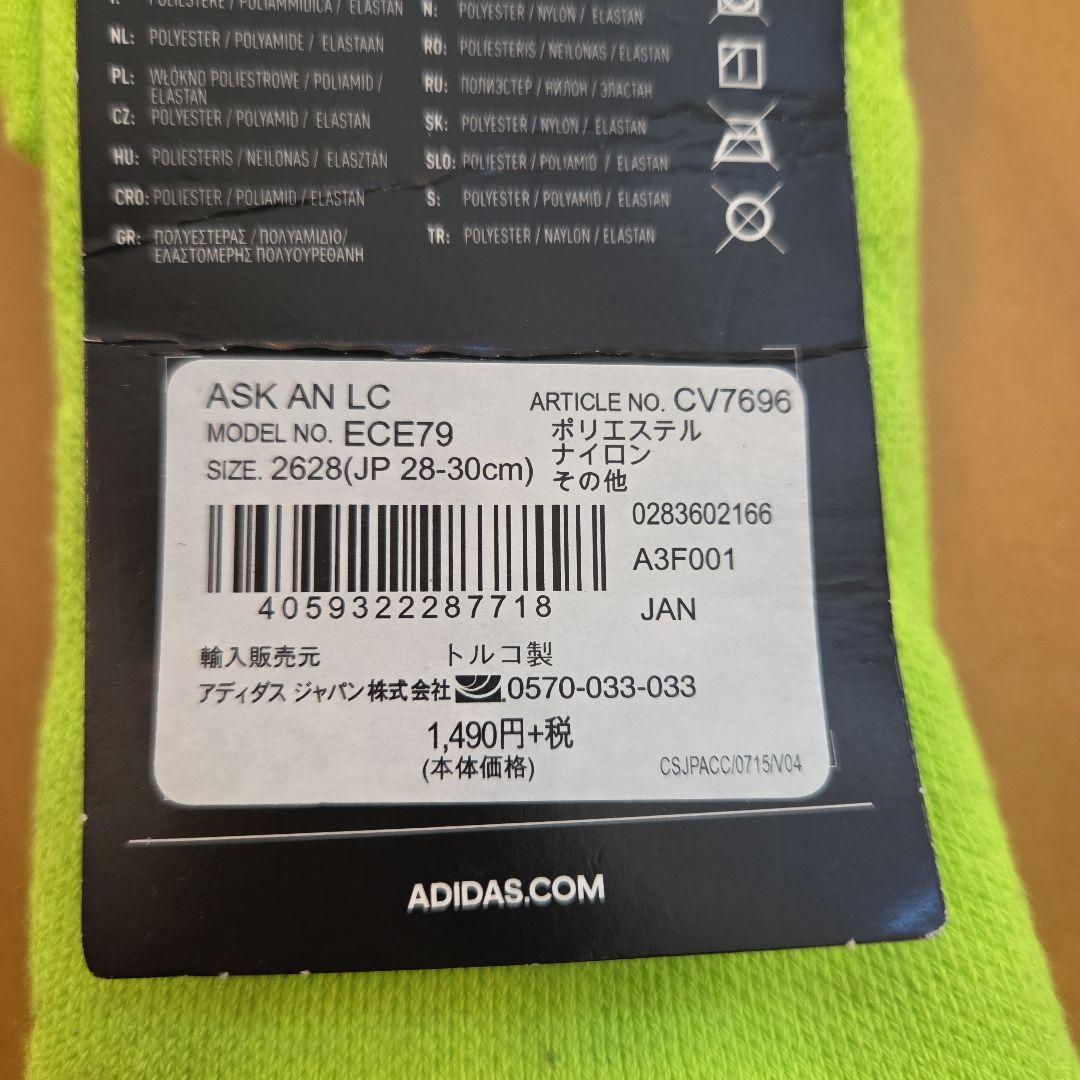 POLIESTERE / POLIAMMIDICA / ELASTAN
NL: POLYESTER / POLYAMIDE / ELASTAAN
PL: WŁÓKNO POLIESTROWE / POLIAMID /
ELASTAN
CZ: POLYESTER / POLYAMID / ELASTAN
HU: POLIESTERIS / NEILONAS / ELASZTÁN
CRO: POLIESTER / POLIAMID / ELASTAN
GR: ΠΟΛΥΕΣΤΕΡΑΣ / ΠΟΛΥΑΜΙΔΙΟ/
ΕΛΑΣΤΟΜΕΡΗΣ ΠΟΛΥΟΥΡΕΘΑΝΗ
N: POLYESTER / NYLON / ELASTAN
RO: POLIESTERIS / NEILONAS / ELASTAN
RU: ПОЛИЭСТЕР / НИЛОН / ЭЛАСТАН
SK: POLYESTER / NYLON / ELASTAN
SLO: POLIESTER / POLIAMID / ELASTAN
S: POLYESTER / POLYAMID / ELASTAN
TR: POLYESTER / NAYLON / ELASTAN
ASK AN LC
ARTICLE NO. CV7696
MODEL NO. ECE79
ポリエステル
ナイロン
SIZE. 2628(JP 28-30cm)
その他
0283602166
A3F001
4059322287718
JAN
輸入販売元
トルコ製
アディダス ジャパン株式会社 0570-033-033
1,490円+税
(本体価格)
CSJPACC/0715/V04
ADIDAS.COM